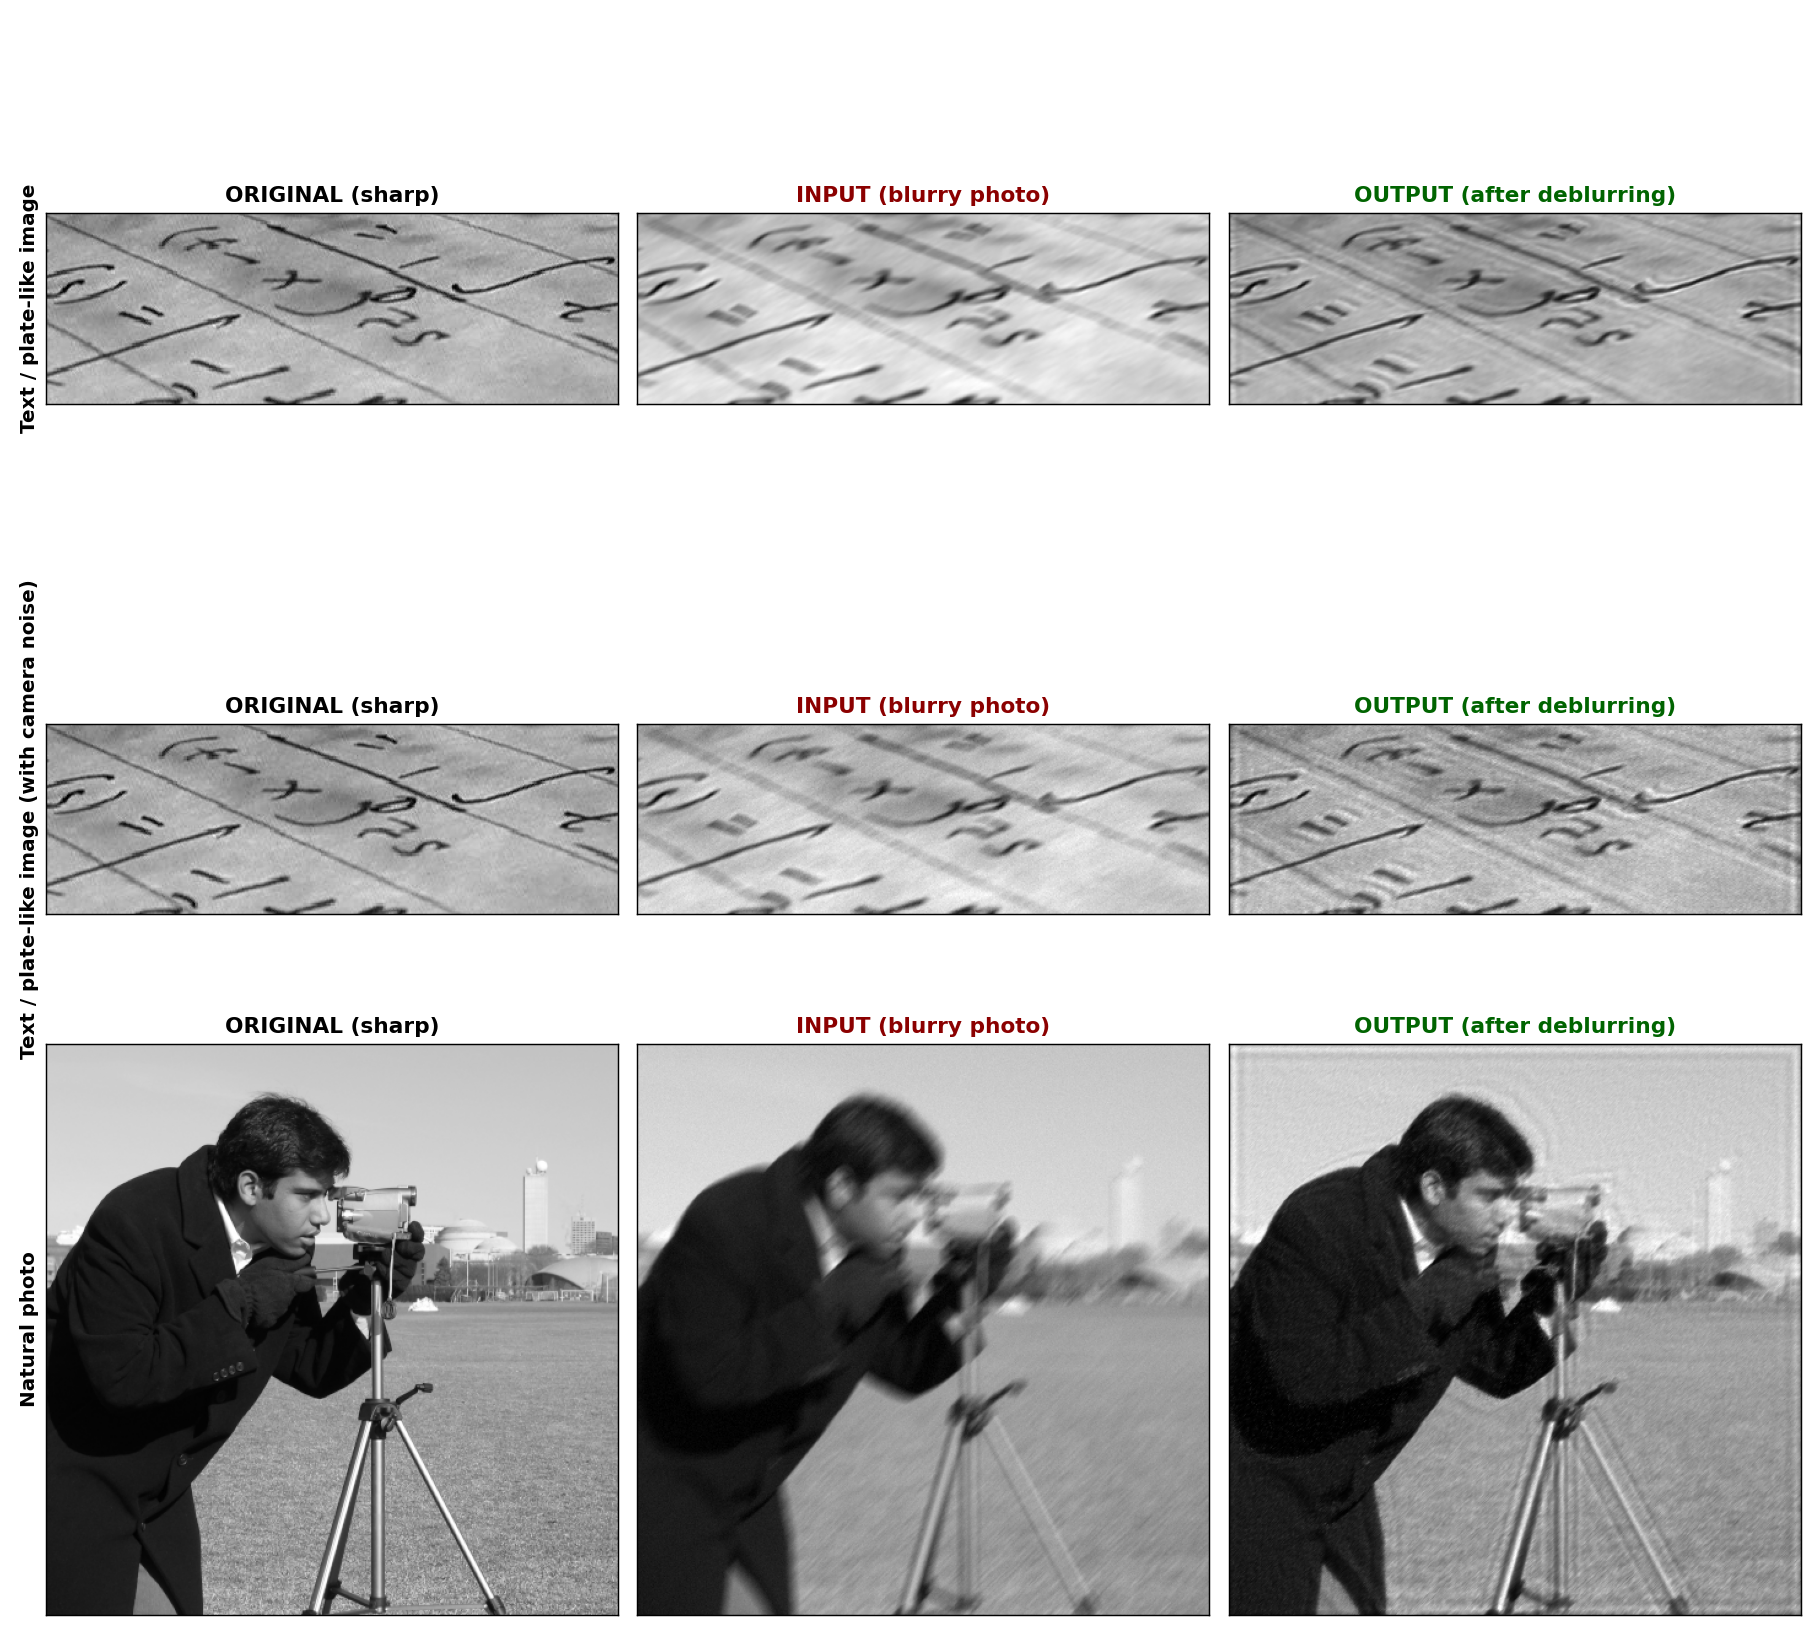 ORIGINAL (sharp)
INPUT (blurry photo)
OUTPUT (after deblurring)
Text / plate-like image
ORIGINAL (sharp)
INPUT (blurry photo)
OUTPUT (after deblurring)
Text / plate-like image (with camera noise)
ORIGINAL (sharp)
INPUT (blurry photo)
OUTPUT (after deblurring)
Natural photo